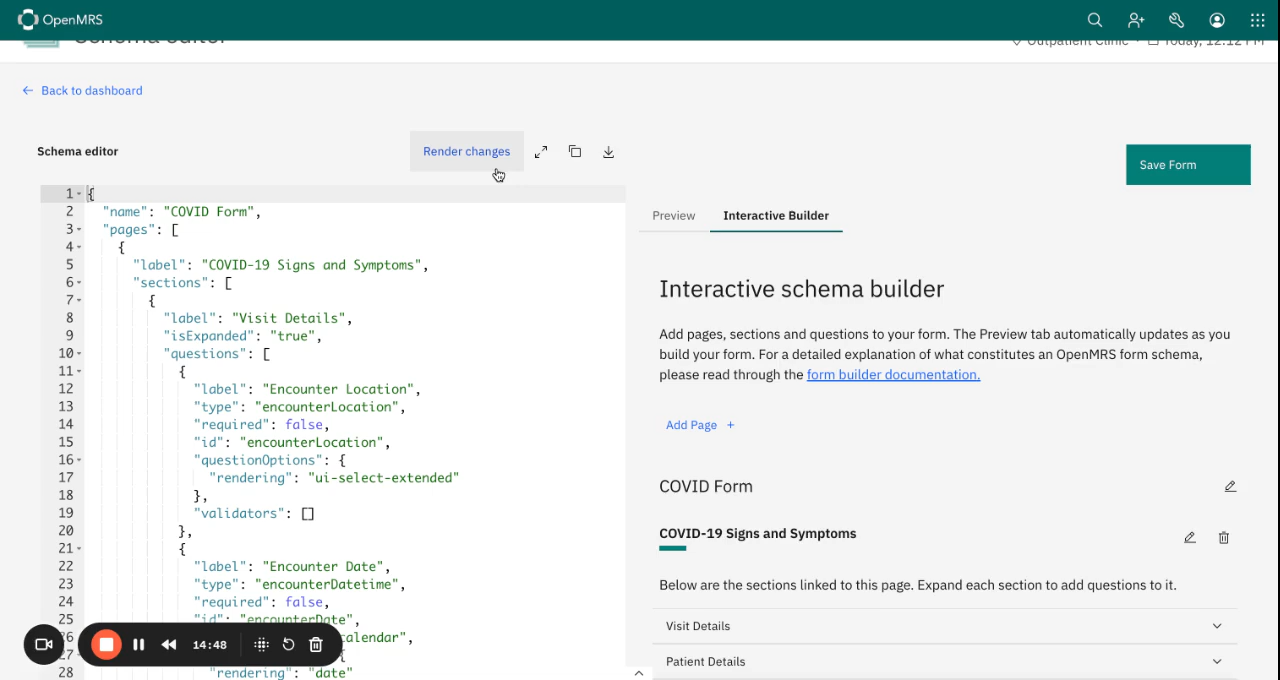 OpenMRS
Schema editor
Outpatient Clinic · Today, 12:12 PM
← Back to dashboard
Schema editor
Render changes
Save Form
1 {
2 "name": "COVID Form",
3 "pages": [
4 {
5 "label": "COVID-19 Signs and Symptoms",
6 "sections": [
7 {
8 "label": "Visit Details",
9 "isExpanded": "true",
10 "questions": [
11 {
12 "label": "Encounter Location",
13 "type": "encounterLocation",
14 "required": false,
15 "id": "encounterLocation",
16 "questionOptions": {
17 "rendering": "ui-select-extended"
18 },
19 "validators": []
20 },
21 {
22 "label": "Encounter Date",
23 "type": "encounterDatetime",
24 "required": false,
25 "id": "encounterDate",
26 calendar",
27 {
28 "rendering": "date"
14:48
Preview
Interactive Builder
Interactive schema builder
Add pages, sections and questions to your form. The Preview tab automatically updates as you
build your form. For a detailed explanation of what constitutes an OpenMRS form schema,
please read through the form builder documentation.
Add Page +
COVID Form
COVID-19 Signs and Symptoms
Below are the sections linked to this page. Expand each section to add questions to it.
Visit Details
Patient Details